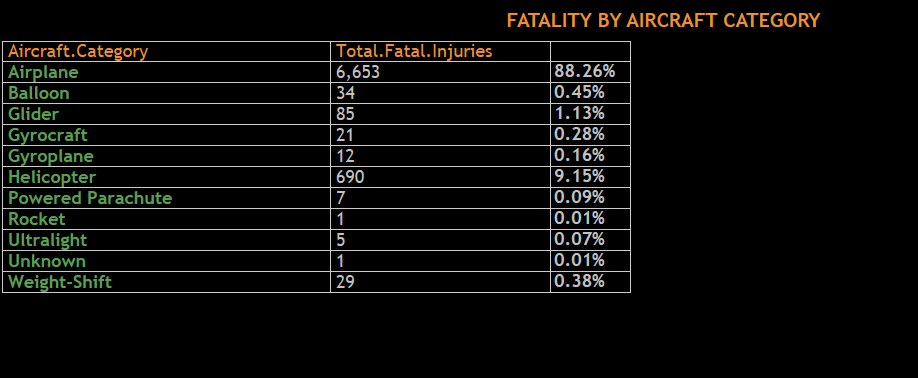 FATALITY BY AIRCRAFT CATEGORY
Aircraft.Category Total.Fatal.Injuries
Airplane 6,653 88.26%
Balloon 34 0.45%
Glider 85 1.13%
Gyrocraft 21 0.28%
Gyroplane 12 0.16%
Helicopter 690 9.15%
Powered Parachute 7 0.09%
Rocket 1 0.01%
Ultralight 5 0.07%
Unknown 1 0.01%
Weight-Shift 29 0.38%